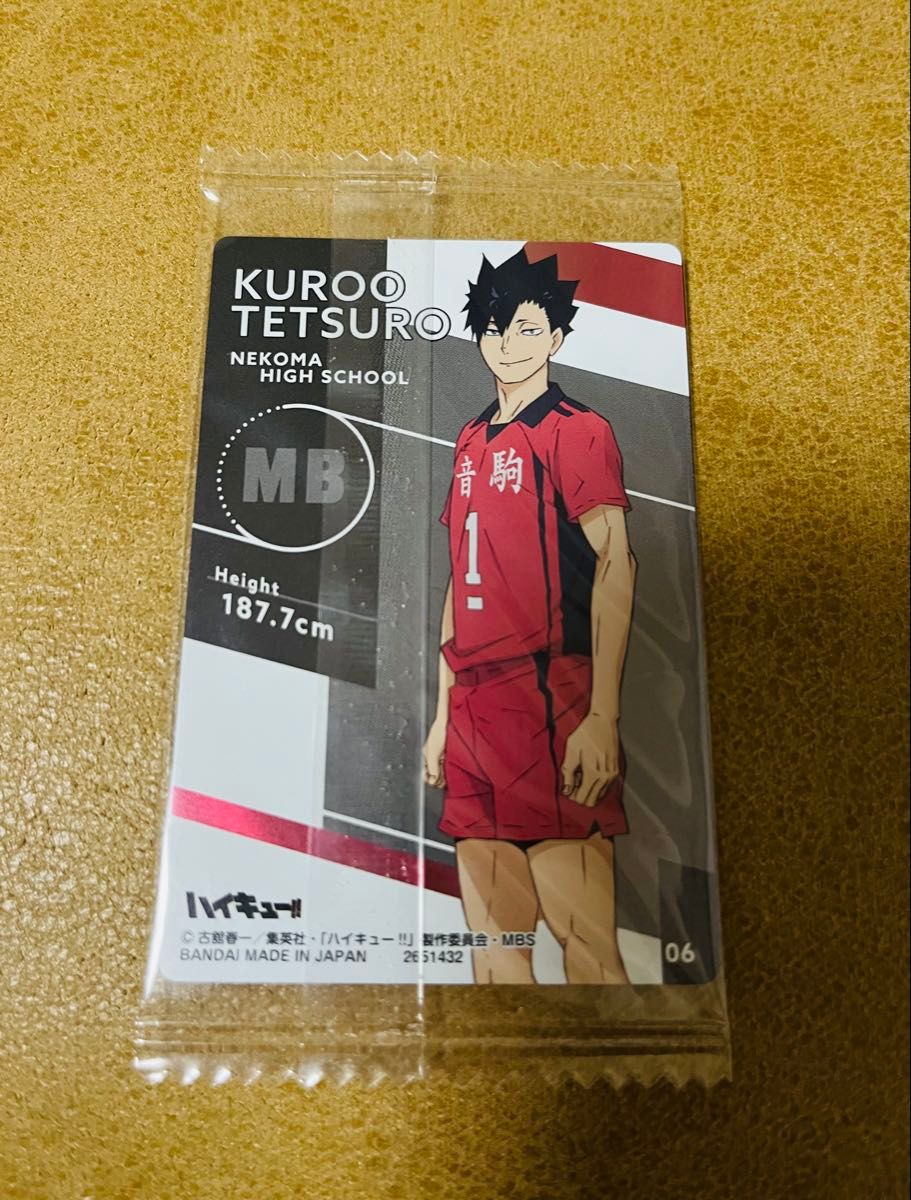 KUROO
TETSURO
NEKOMA
HIGH SCHOOL
MB
Height
187.7cm
音駒
1
ハイキュー!!
© 古舘春一／集英社・「ハイキュー!!」製作委員会・MBS
BANDAI MADE IN JAPAN 2651432
06